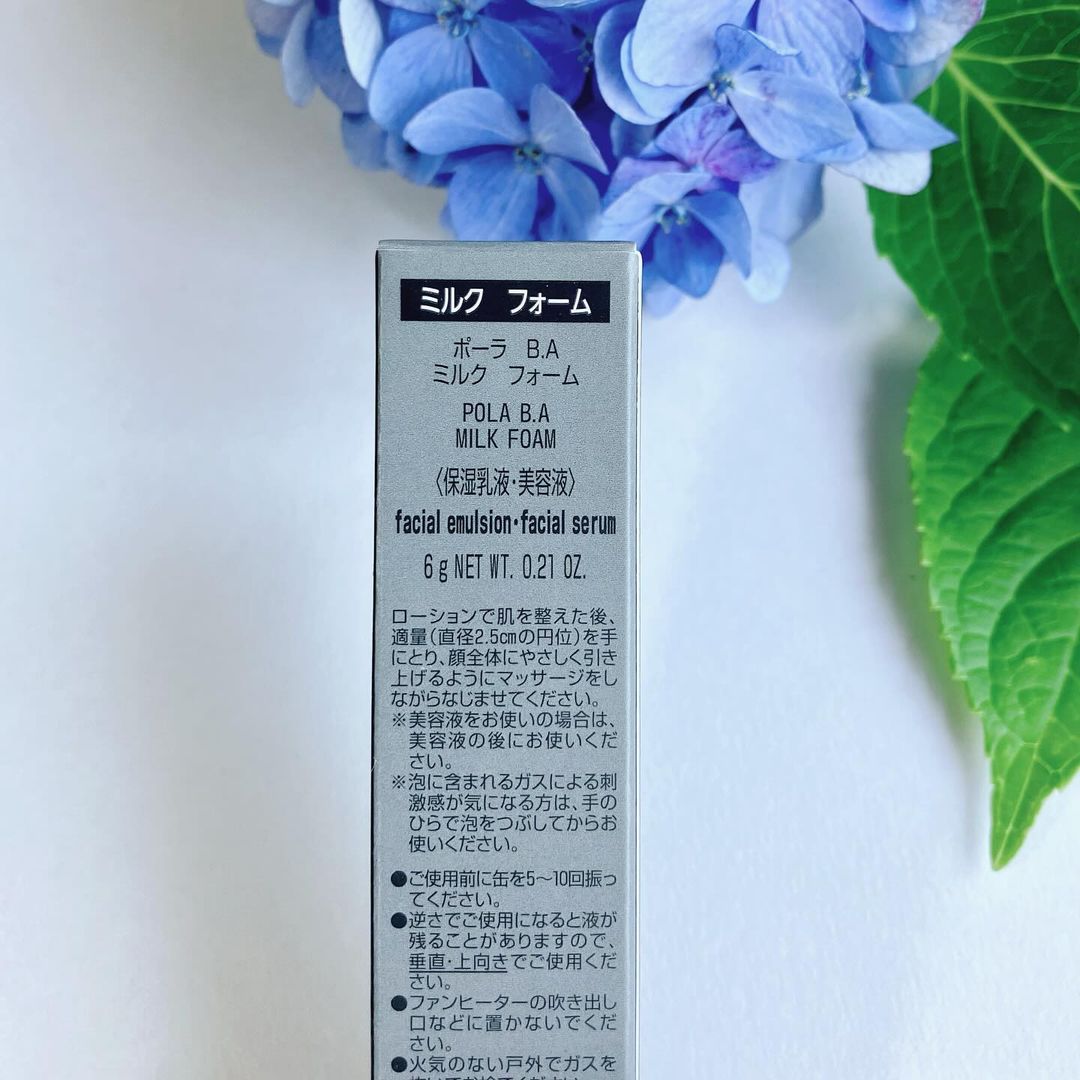 ミルク フォーム
ポーラ B.A
ミルク フォーム
POLA B.A
MILK FOAM
〈保湿乳液・美容液〉
facial emulsion・facial serum
6g NET WT. 0.21 OZ.
ローションで肌を整えた後、
適量(直径2.5cmの円位)を手
にとり、顔全体にやさしく引き
上げるようにマッサージをし
ながらなじませてください。
※美容液をお使いの場合は、
美容液の後にお使いくだ
さい。
※泡に含まれるガスによる刺
激感が気になる方は、手の
ひらで泡をつぶしてからお
使いください。
●ご使用前に缶を5〜10回振っ
てください。
●逆さでご使用になると液が
残ることがありますので、
垂直・上向きでご使用くだ
さい。
●ファンヒーターの吹き出し
口などに置かないでくだ
さい。
●火気のない戸外でガスを